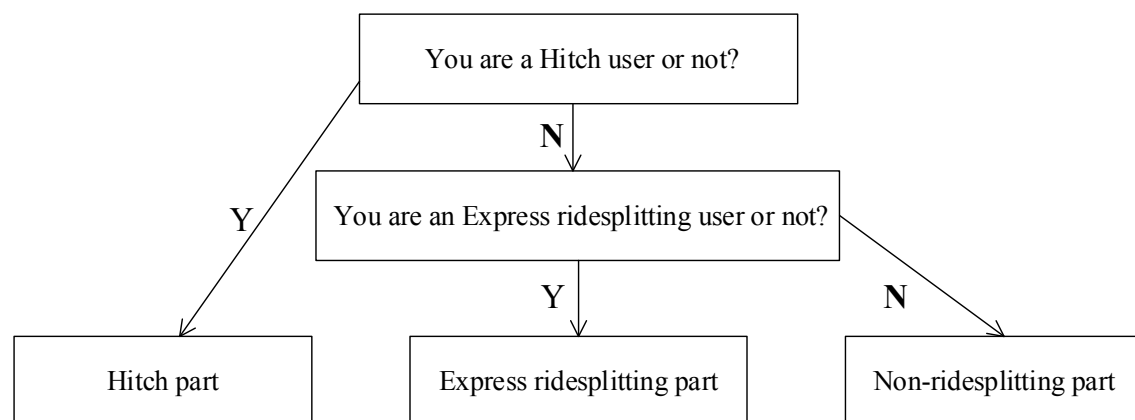 You are a Hitch user or not?
N
Y
You are an Express ridesplitting user or not?
Y
N
Hitch part
Express ridesplitting part
Non-ridesplitting part